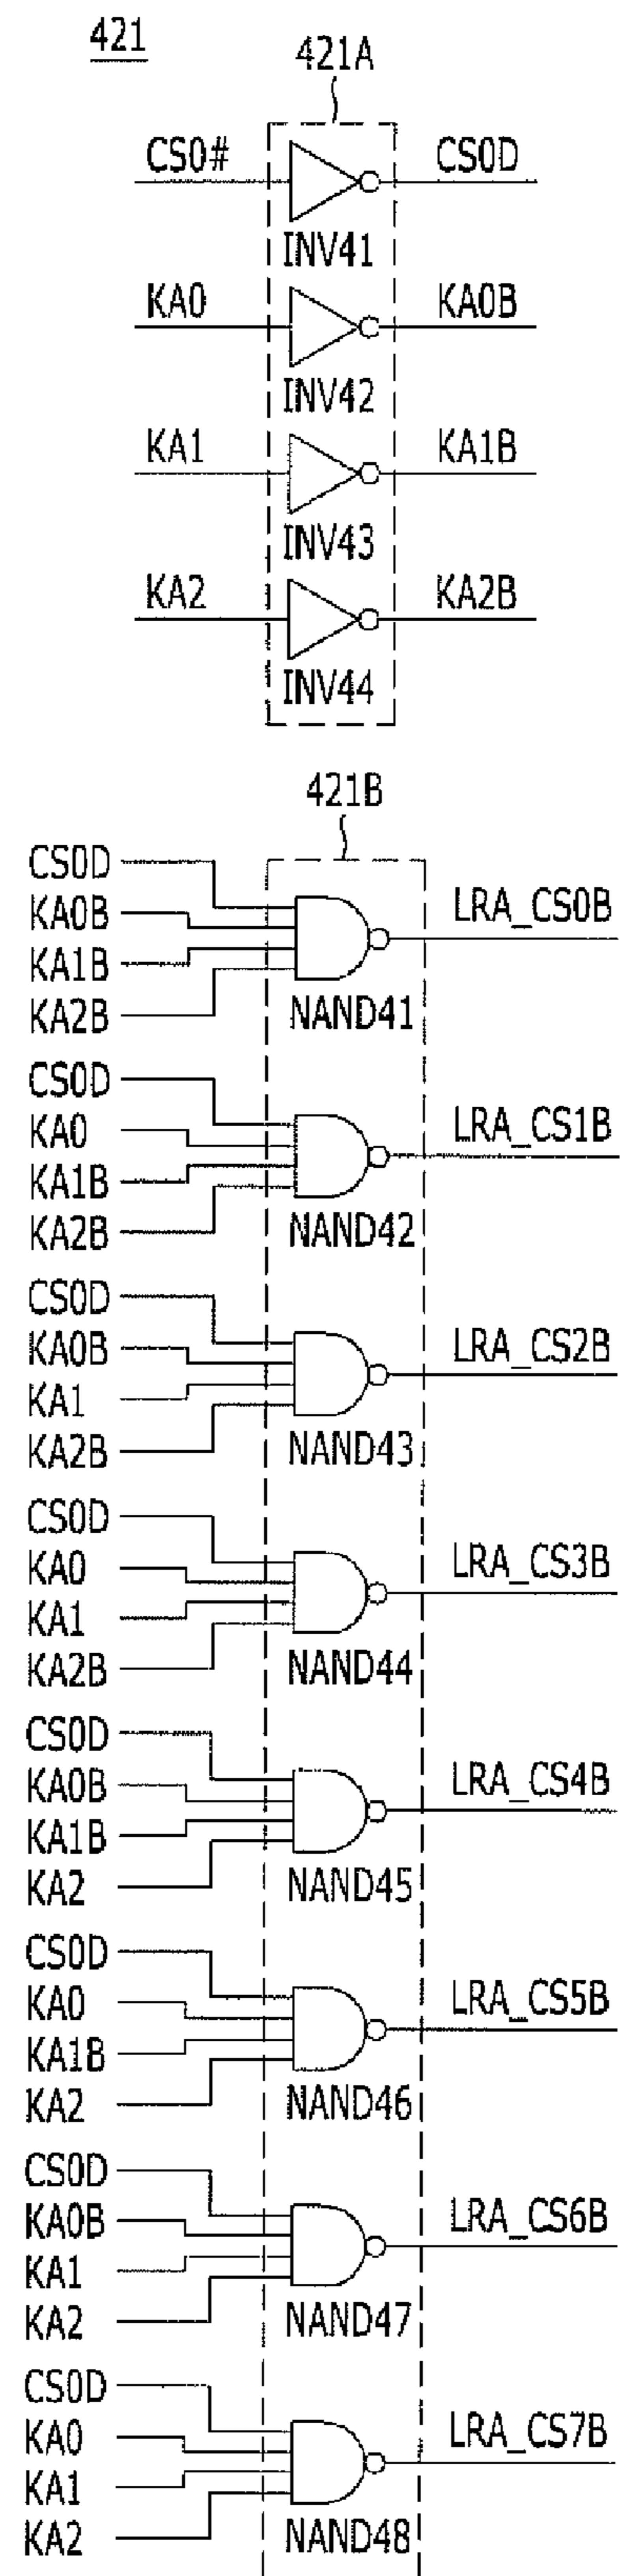 421
421A
CS0# CS0D
INV41
KA0 KA0B
INV42
KA1 KA1B
INV43
KA2 KA2B
INV44
421B
CS0D
KA0B LRA_CS0B
KA1B
KA2B NAND41
CS0D
KA0 LRA_CS1B
KA1B
KA2B NAND42
CS0D
KA0B LRA_CS2B
KA1
KA2B NAND43
CS0D
KA0 LRA_CS3B
KA1
KA2B NAND44
CS0D
KA0B LRA_CS4B
KA1B
KA2 NAND45
CS0D
KA0 LRA_CS5B
KA1B
KA2 NAND46
CS0D
KA0B LRA_CS6B
KA1
KA2 NAND47
CS0D
KA0 LRA_CS7B
KA1
KA2 NAND48